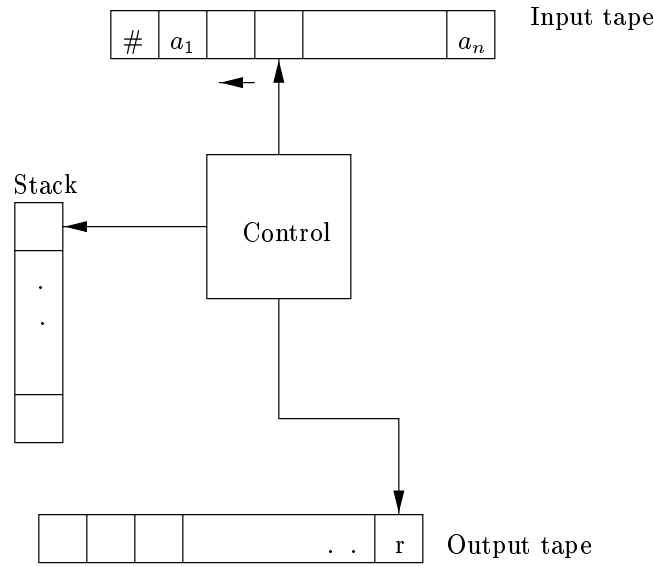 Input tape
# a₁ aₙ
Stack
Control
.
.
. . r
Output tape